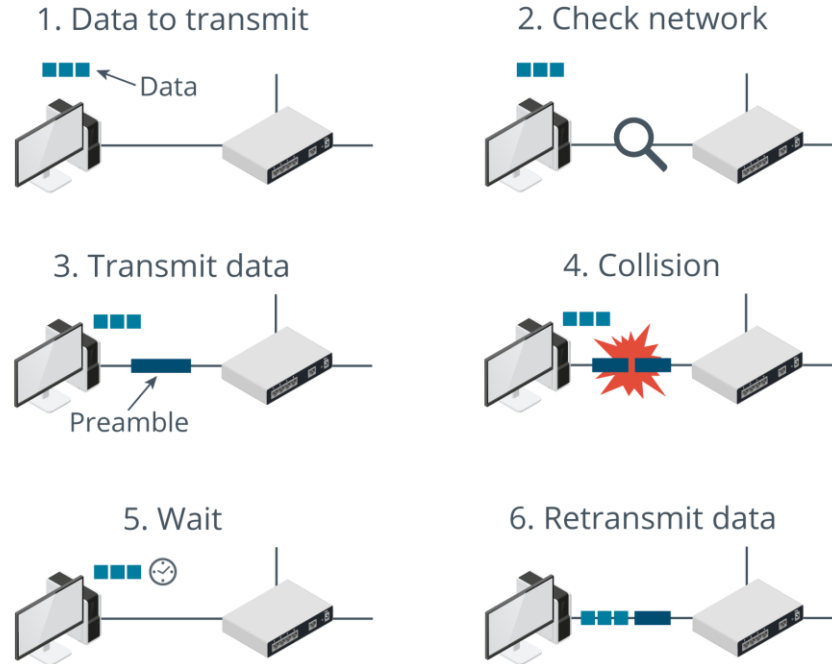 1. Data to transmit
2. Check network
Data
3. Transmit data
4. Collision
Preamble
5. Wait
6. Retransmit data